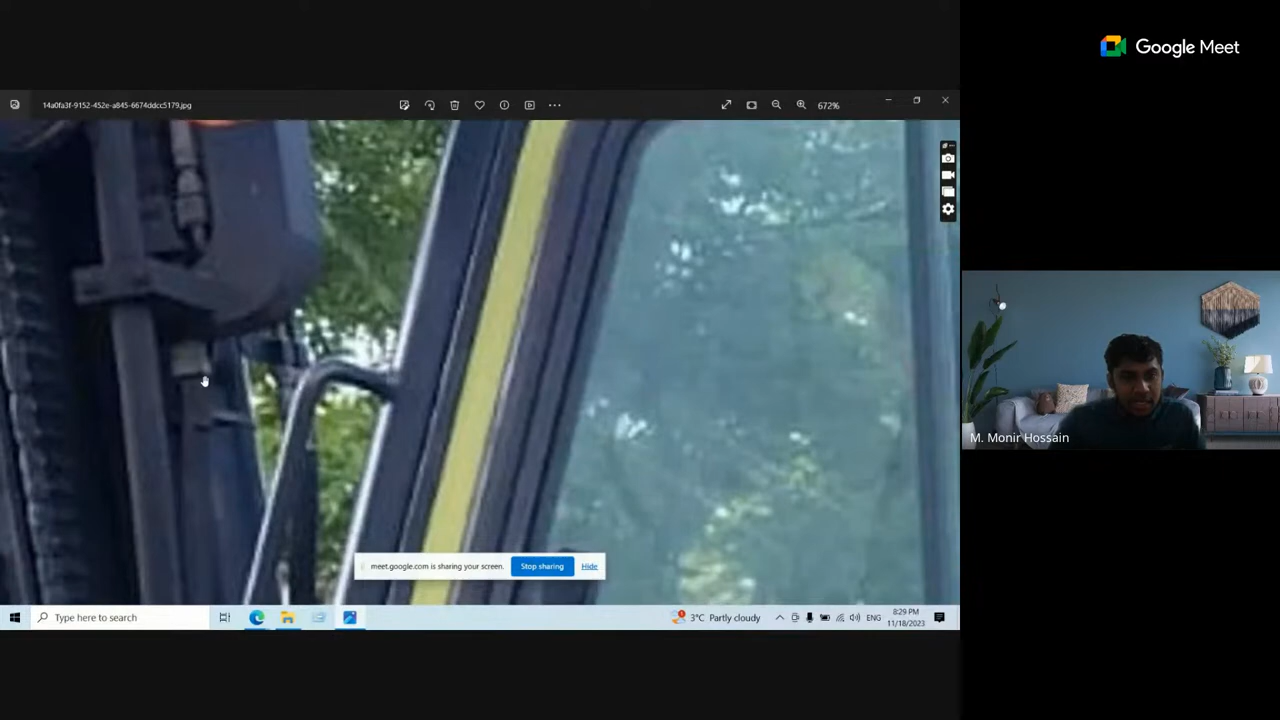 Google Meet
14a0fa3f-9152-452e-a845-6674ddcc5179.jpg
672%
meet.google.com is sharing your screen.
Stop sharing
Hide
M. Monir Hossain
Type here to search
1
3°C Partly cloudy
ENG
8:29 PM
11/18/2023